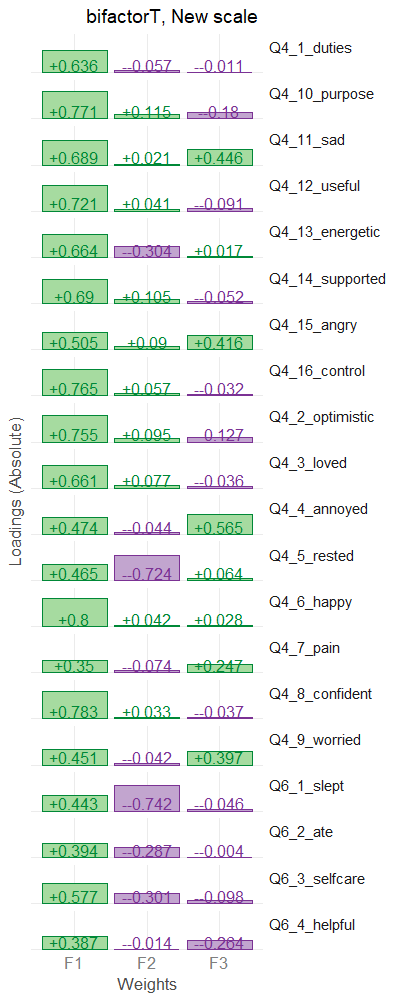 bifactorT, New scale
Q4_1_duties
+0.636 --0.057 --0.011
Q4_10_purpose
+0.771 +0.115 --0.18
Q4_11_sad
+0.689 +0.021 +0.446
Q4_12_useful
+0.721 +0.041 --0.091
Q4_13_energetic
+0.664 --0.304 +0.017
Q4_14_supported
+0.69 +0.105 --0.052
Q4_15_angry
+0.505 +0.09 +0.416
Q4_16_control
+0.765 +0.057 --0.032
Q4_2_optimistic
+0.755 +0.095 --0.127
Q4_3_loved
+0.661 +0.077 --0.036
Q4_4_annoyed
+0.474 --0.044 +0.565
Q4_5_rested
+0.465 --0.724 +0.064
Q4_6_happy
+0.8 +0.042 +0.028
Q4_7_pain
+0.35 --0.074 +0.247
Q4_8_confident
+0.783 +0.033 --0.037
Q4_9_worried
+0.451 --0.042 +0.397
Q6_1_slept
+0.443 --0.742 --0.046
Q6_2_ate
+0.394 --0.287 --0.004
Q6_3_selfcare
+0.577 --0.301 --0.098
Q6_4_helpful
+0.387 --0.014 --0.264
F1 F2 F3
Weights
Loadings (Absolute)